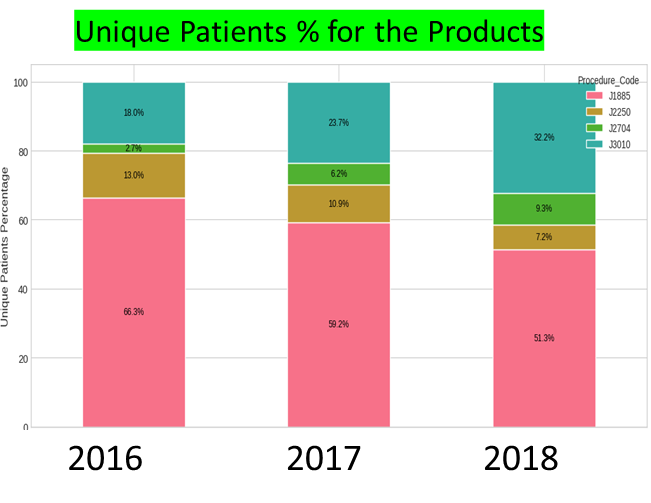 Unique Patients % for the Products
Procedure_Code
J1885
J2250
J2704
J3010
Unique Patients Percentage
100
80
60
40
20
0
18.0%
2.7%
13.0%
66.3%
23.7%
6.2%
10.9%
59.2%
32.2%
9.3%
7.2%
51.3%
2016 2017 2018